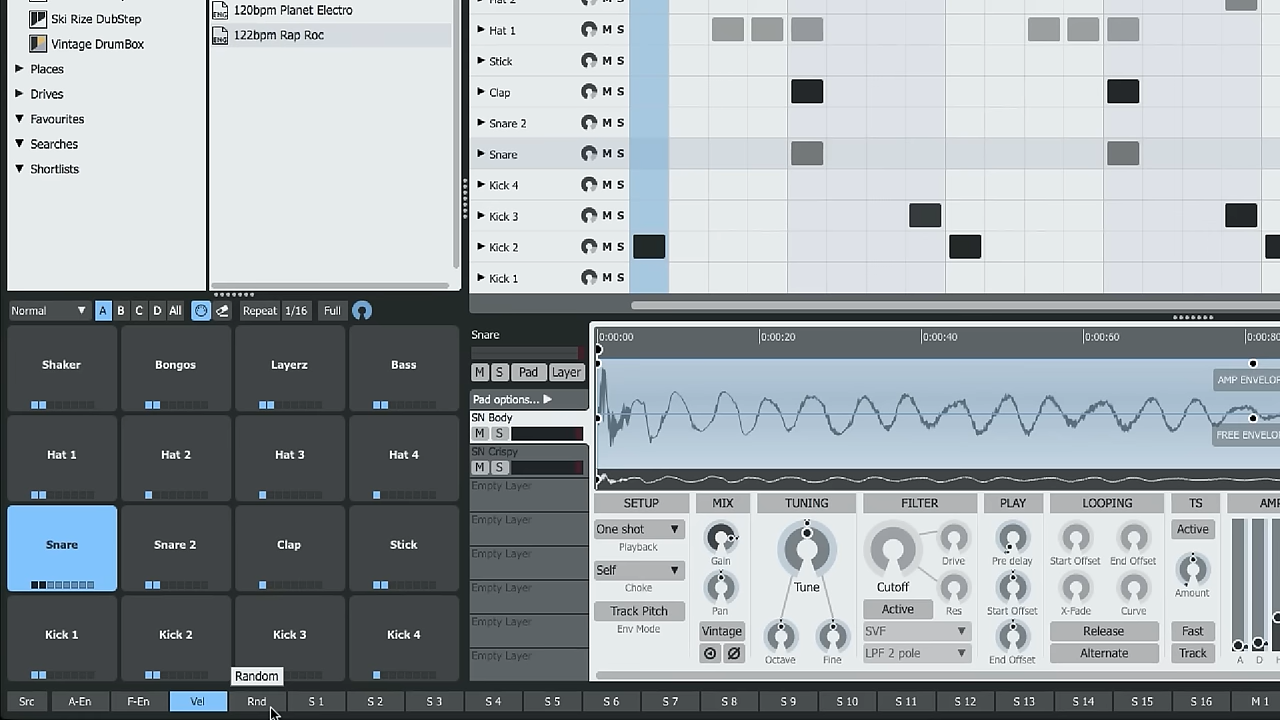 Ski Rize DubStep
Vintage DrumBox
Places
Drives
Favourites
Searches
Shortlists
120bpm Planet Electro
122bpm Rap Roc
Hat 1 M S
Stick M S
Clap M S
Snare 2 M S
Snare M S
Kick 4 M S
Kick 3 M S
Kick 2 M S
Kick 1 M S
Normal A B C D All Repeat 1/16 Full
Shaker Bongos Layerz Bass
Hat 1 Hat 2 Hat 3 Hat 4
Snare Snare 2 Clap Stick
Kick 1 Kick 2 Kick 3 Kick 4
Random
Snare
M S Pad Layer
Pad options...
SN Body
M S
SN Crispy
M S
Empty Layer
Empty Layer
Empty Layer
Empty Layer
Empty Layer
Empty Layer
0:00:00 0:00:20 0:00:40 0:00:60 0:00:80
AMP ENVELOP
FREE ENVELO
SETUP MIX TUNING FILTER PLAY LOOPING TS AMP
One shot
Playback
Self
Choke
Track Pitch
Env Mode
Gain
Pan
Vintage
Tune
Octave Fine
Cutoff
Drive
Res
Active
SVF
LPF 2 pole
Pre delay
Start Offset
End Offset
Start Offset End Offset
X-Fade Curve
Release
Alternate
Active
Amount
Fast
Track
A D H
Src A-En F-En Vel Rnd S 1 S 2 S 3 S 4 S 5 S 6 S 7 S 8 S 9 S 10 S 11 S 12 S 13 S 14 S 15 S 16 M 1